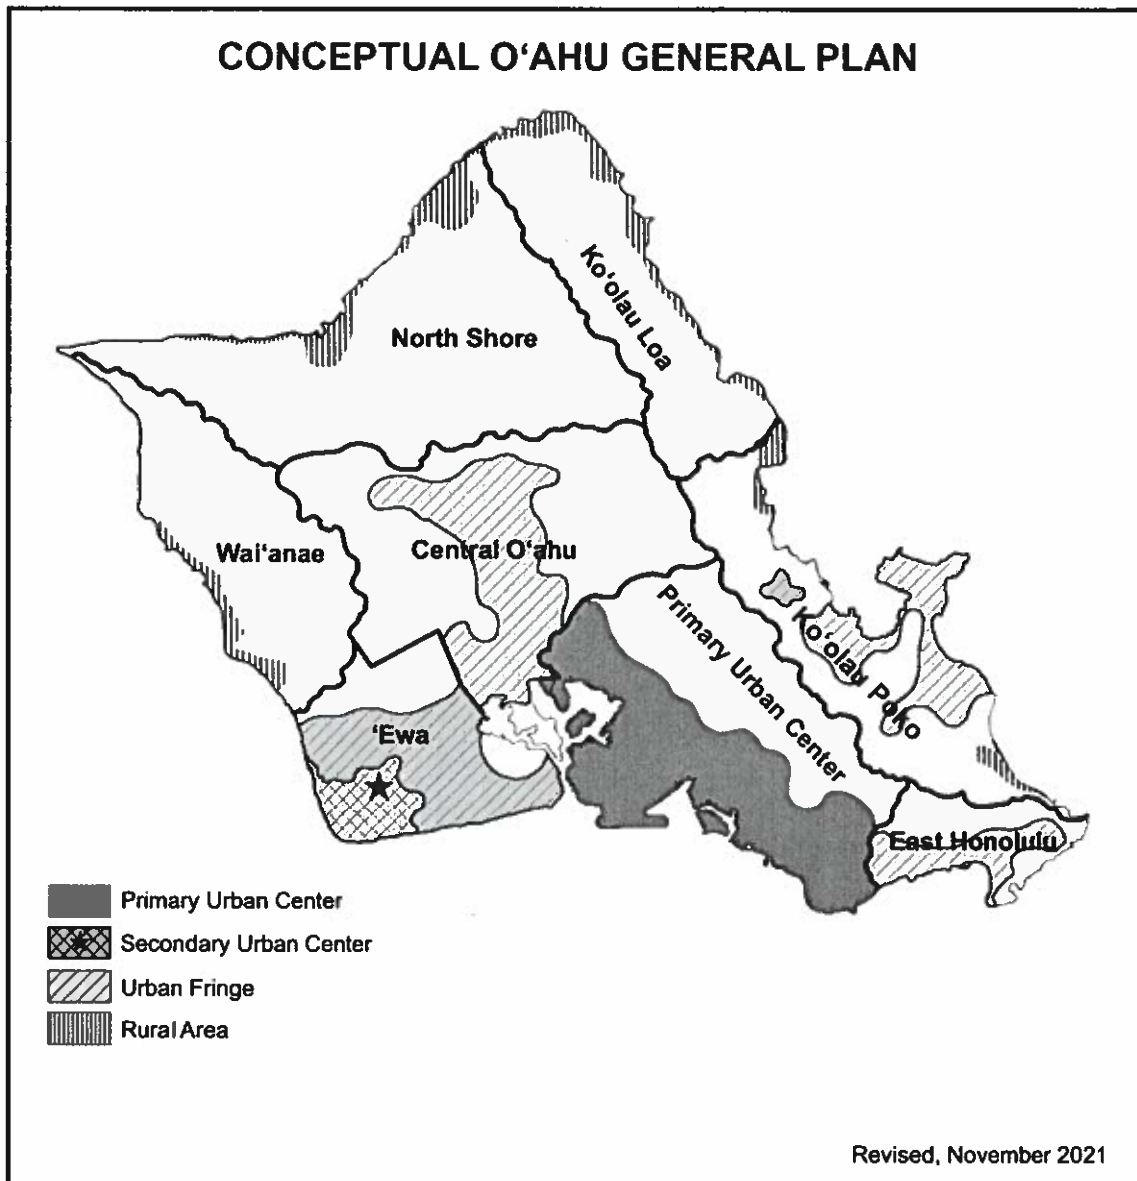 CONCEPTUAL O‘AHU GENERAL PLAN
Ko‘olau Loa
North Shore
Wai‘anae
Central O‘ahu
Primary Urban Center
Ko‘olau Poko
‘Ewa
East Honolulu
Primary Urban Center
Secondary Urban Center
Urban Fringe
Rural Area
Revised, November 2021